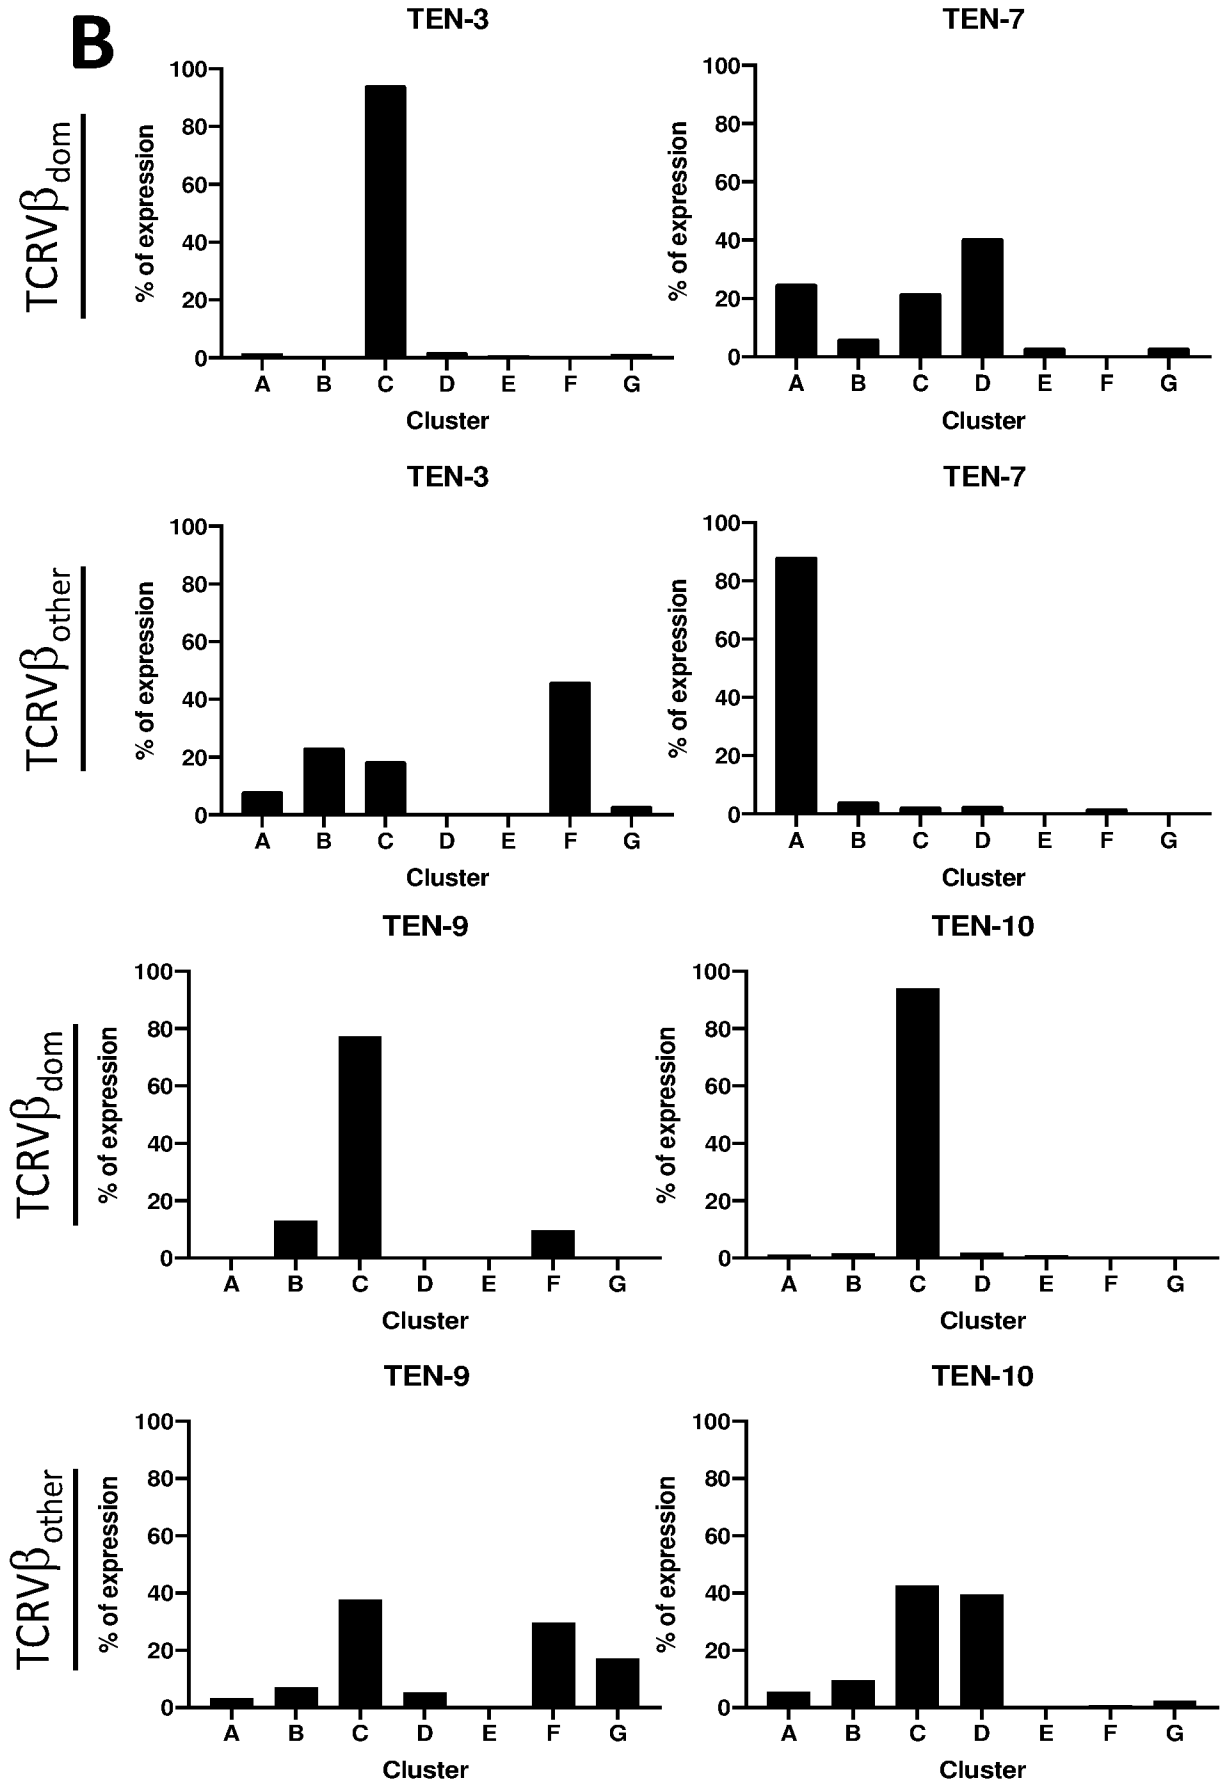 B
TEN-3
TCRVβdom
% of expression
100
80
60
40
20
0
A B C D E F G
Cluster
TEN-7
% of expression
100
80
60
40
20
0
A B C D E F G
Cluster
TEN-3
TCRVβother
% of expression
100
80
60
40
20
0
A B C D E F G
Cluster
TEN-7
% of expression
100
80
60
40
20
0
A B C D E F G
Cluster
TEN-9
TCRVβdom
% of expression
100
80
60
40
20
0
A B C D E F G
Cluster
TEN-10
% of expression
100
80
60
40
20
0
A B C D E F G
Cluster
TEN-9
TCRVβother
% of expression
100
80
60
40
20
0
A B C D E F G
Cluster
TEN-10
% of expression
100
80
60
40
20
0
A B C D E F G
Cluster